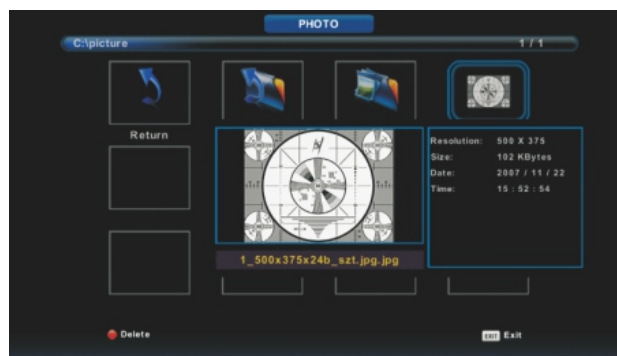 PHOTO
C:\picture 1 / 1
Return
Resolution: 500 X 375
Size: 102 KBytes
Date: 2007 / 11 / 22
Time: 15 : 52 : 54
1_500x375x24b_szt.jpg.jpg
Delete EXIT Exit